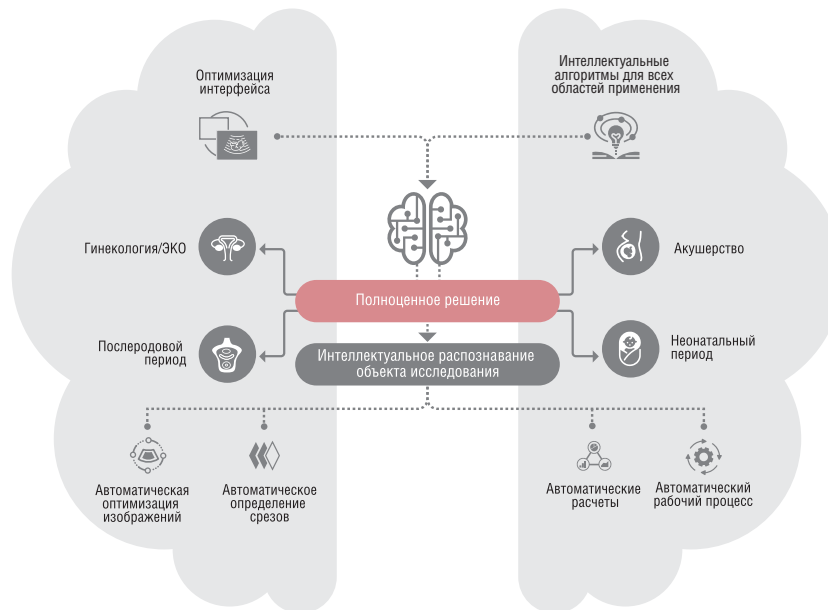 Оптимизация
интерфейса
Интеллектуальные
алгоритмы для всех
областей применения
Гинекология/ЭКО
Акушерство
Полноценное решение
Послеродовой
период
Интеллектуальное распознавание
объекта исследования
Неонатальный
период
Автоматическая
оптимизация
изображений
Автоматическое
определение
срезов
Автоматические
расчеты
Автоматический
рабочий процесс